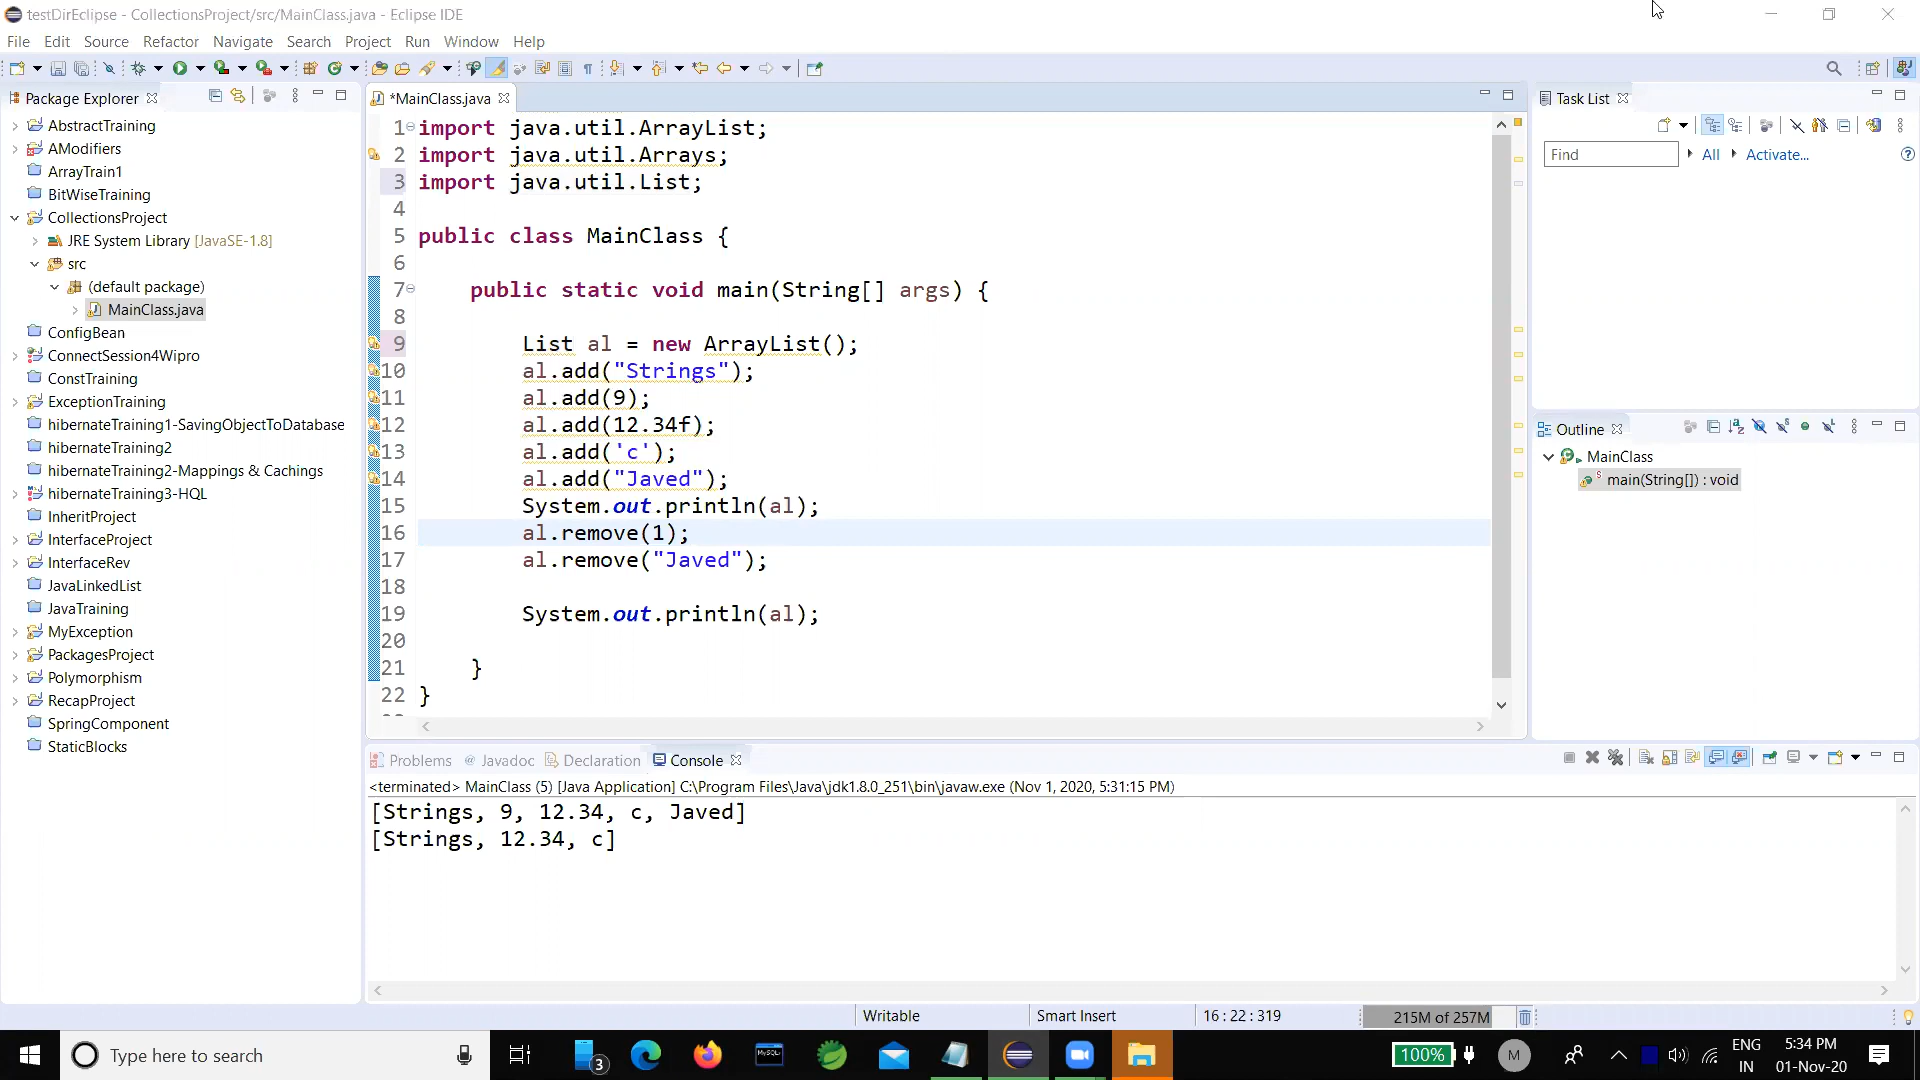 testDirEclipse - CollectionsProject/src/MainClass.java - Eclipse IDE
File Edit Source Refactor Navigate Search Project Run Window Help
Package Explorer
AbstractTraining
AModifiers
ArrayTrain1
BitWiseTraining
CollectionsProject
JRE System Library [JavaSE-1.8]
src
(default package)
MainClass.java
ConfigBean
ConnectSession4Wipro
ConstTraining
ExceptionTraining
hibernateTraining1-SavingObjectToDatabase
hibernateTraining2
hibernateTraining2-Mappings & Cachings
hibernateTraining3-HQL
InheritProject
InterfaceProject
InterfaceRev
JavaLinkedList
JavaTraining
MyException
PackagesProject
Polymorphism
RecapProject
SpringComponent
StaticBlocks
*MainClass.java
1 import java.util.ArrayList;
2 import java.util.Arrays;
3 import java.util.List;
4
5 public class MainClass {
6
7 public static void main(String[] args) {
8
9 List al = new ArrayList();
10 al.add("Strings");
11 al.add(9);
12 al.add(12.34f);
13 al.add('c');
14 al.add("Javed");
15 System.out.println(al);
16 al.remove(1);
17 al.remove("Javed");
18
19 System.out.println(al);
20
21 }
22 }
Task List
Find All Activate...
Outline
MainClass
main(String[]) : void
Problems Javadoc Declaration Console
<terminated> MainClass (5) [Java Application] C:\Program Files\Java\jdk1.8.0_251\bin\javaw.exe (Nov 1, 2020, 5:31:15 PM)
[Strings, 9, 12.34, c, Javed]
[Strings, 12.34, c]
Writable Smart Insert 16 : 22 : 319 215M of 257M
Type here to search
3
MySQL
100%
M
ENG
IN
5:34 PM
01-Nov-20